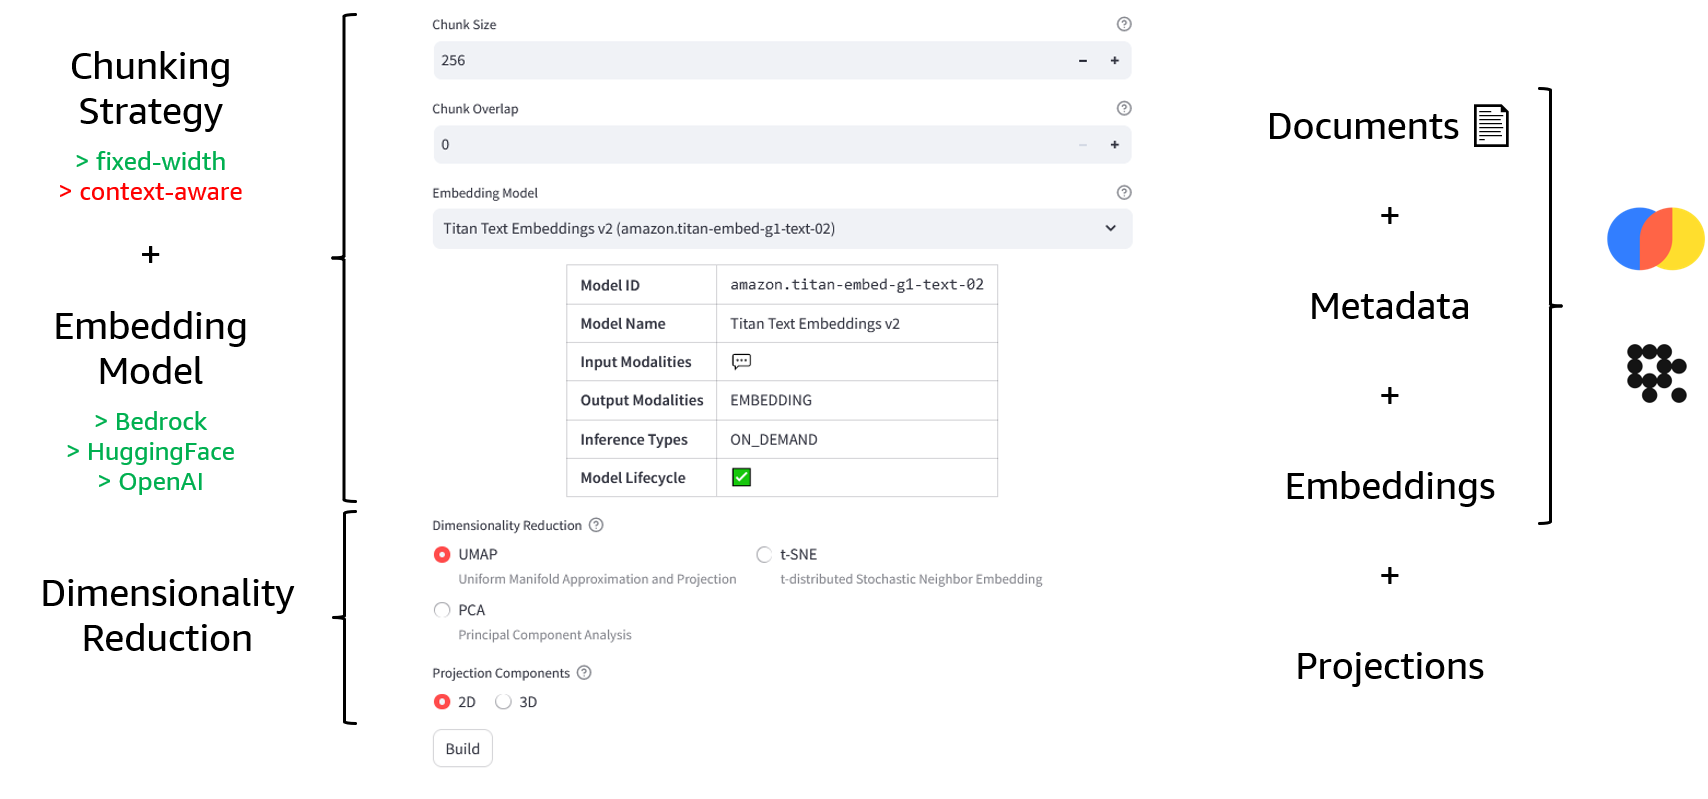 Chunking
Strategy
> fixed-width
> context-aware
+
Embedding
Model
> Bedrock
> HuggingFace
> OpenAI
Dimensionality
Reduction
Chunk Size
256
Chunk Overlap
0
Embedding Model
Titan Text Embeddings v2 (amazon.titan-embed-g1-text-02)
Model ID amazon.titan-embed-g1-text-02
Model Name Titan Text Embeddings v2
Input Modalities
Output Modalities EMBEDDING
Inference Types ON_DEMAND
Model Lifecycle
Dimensionality Reduction
UMAP t-SNE
Uniform Manifold Approximation and Projection t-distributed Stochastic Neighbor Embedding
PCA
Principal Component Analysis
Projection Components
2D 3D
Build
Documents
+
Metadata
+
Embeddings
+
Projections